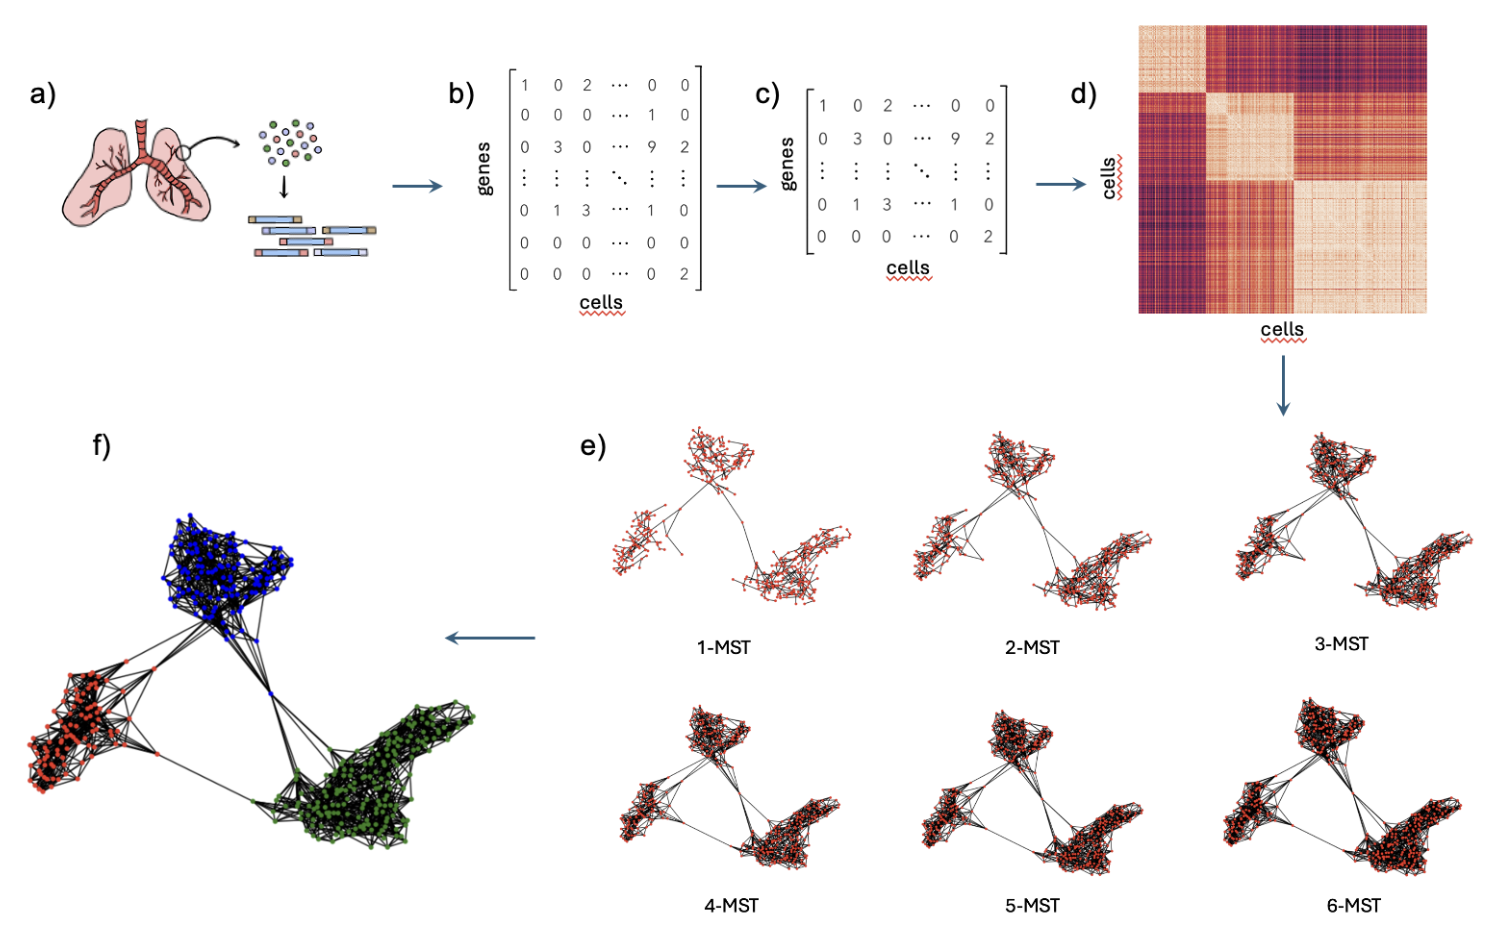 a)
b)
genes
1 0 2 ⋯ 0 0
0 0 0 ⋯ 1 0
0 3 0 ⋯ 9 2
⋮ ⋮ ⋮ ⋱ ⋮ ⋮
0 1 3 ⋯ 1 0
0 0 0 ⋯ 0 0
0 0 0 ⋯ 0 2
cells
c)
genes
1 0 2 ⋯ 0 0
0 3 0 ⋯ 9 2
⋮ ⋮ ⋮ ⋱ ⋮ ⋮
0 1 3 ⋯ 1 0
0 0 0 ⋯ 0 2
cells
d)
cells
cells
e)
1-MST
2-MST
3-MST
4-MST
5-MST
6-MST
f)